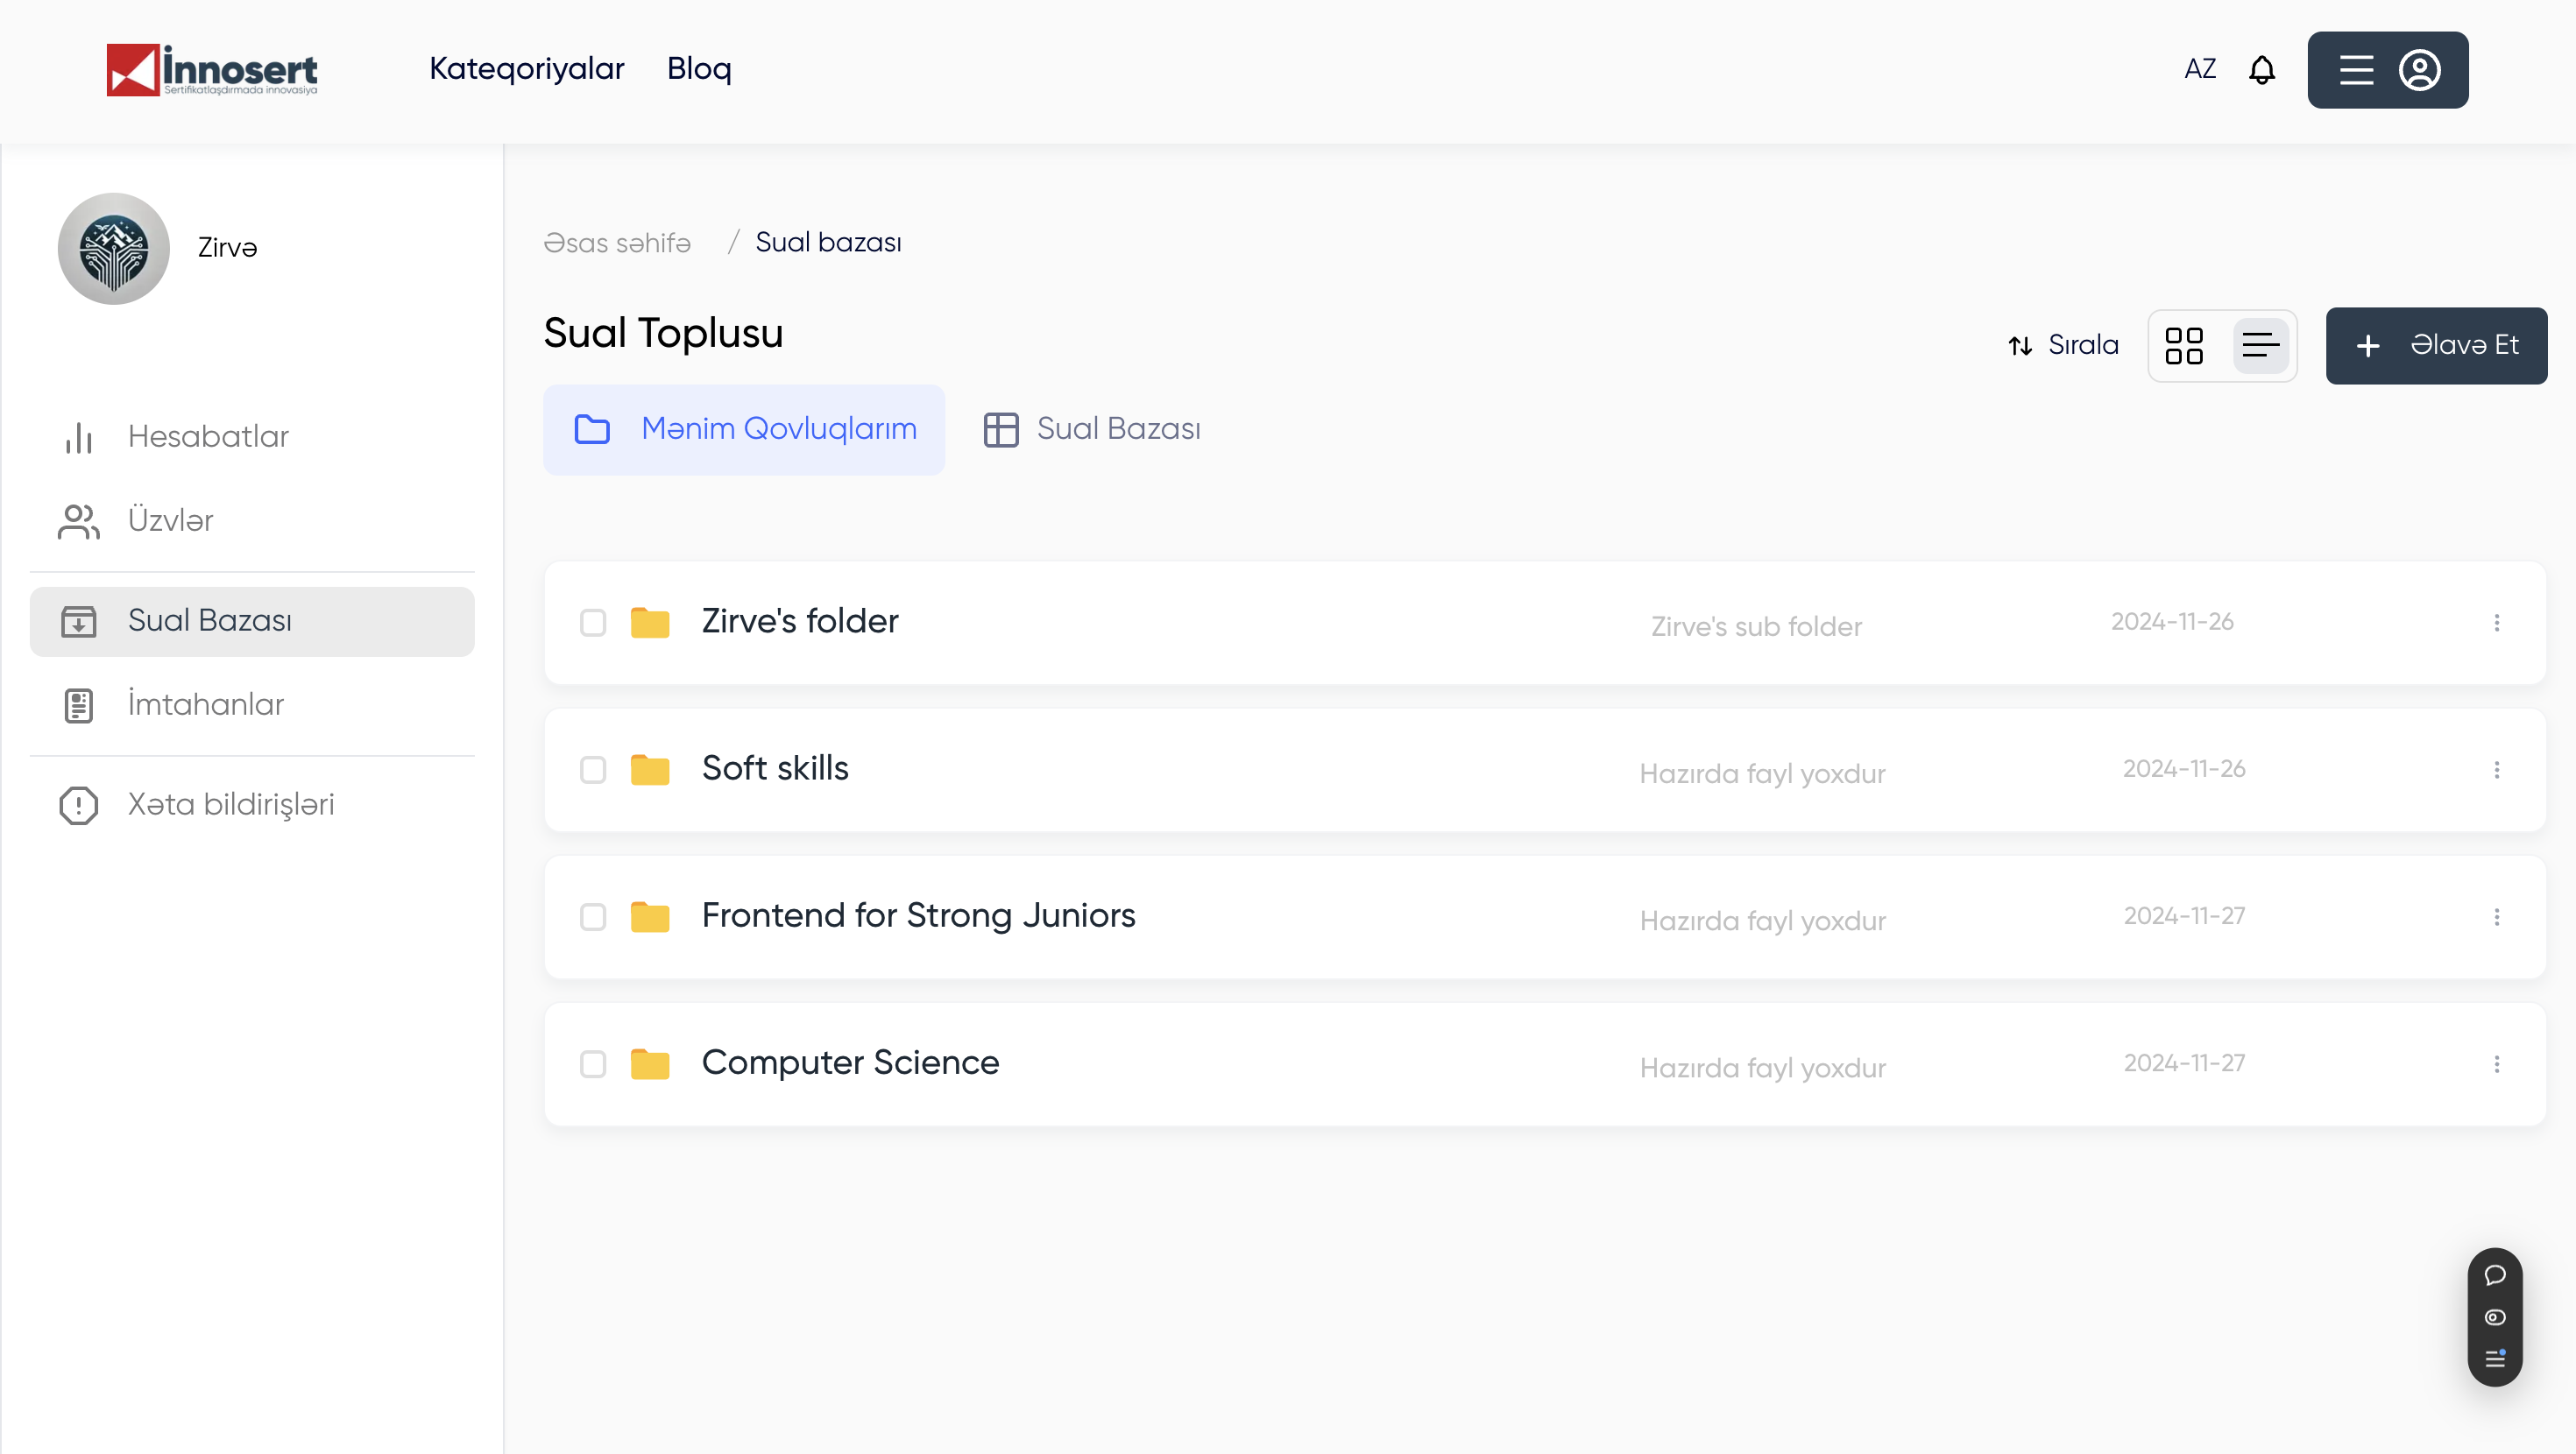 İnnosert
Sertifikatlaşdırmada innovasiya
Kateqoriyalar Bloq
AZ
Zirvə
Hesabatlar
Üzvlər
Sual Bazası
İmtahanlar
Xəta bildirişləri
Əsas səhifə / Sual bazası
Sual Toplusu
Sırala
+ Əlavə Et
Mənim Qovluqlarım Sual Bazası
Zirve's folder Zirve's sub folder 2024-11-26
Soft skills Hazırda fayl yoxdur 2024-11-26
Frontend for Strong Juniors Hazırda fayl yoxdur 2024-11-27
Computer Science Hazırda fayl yoxdur 2024-11-27